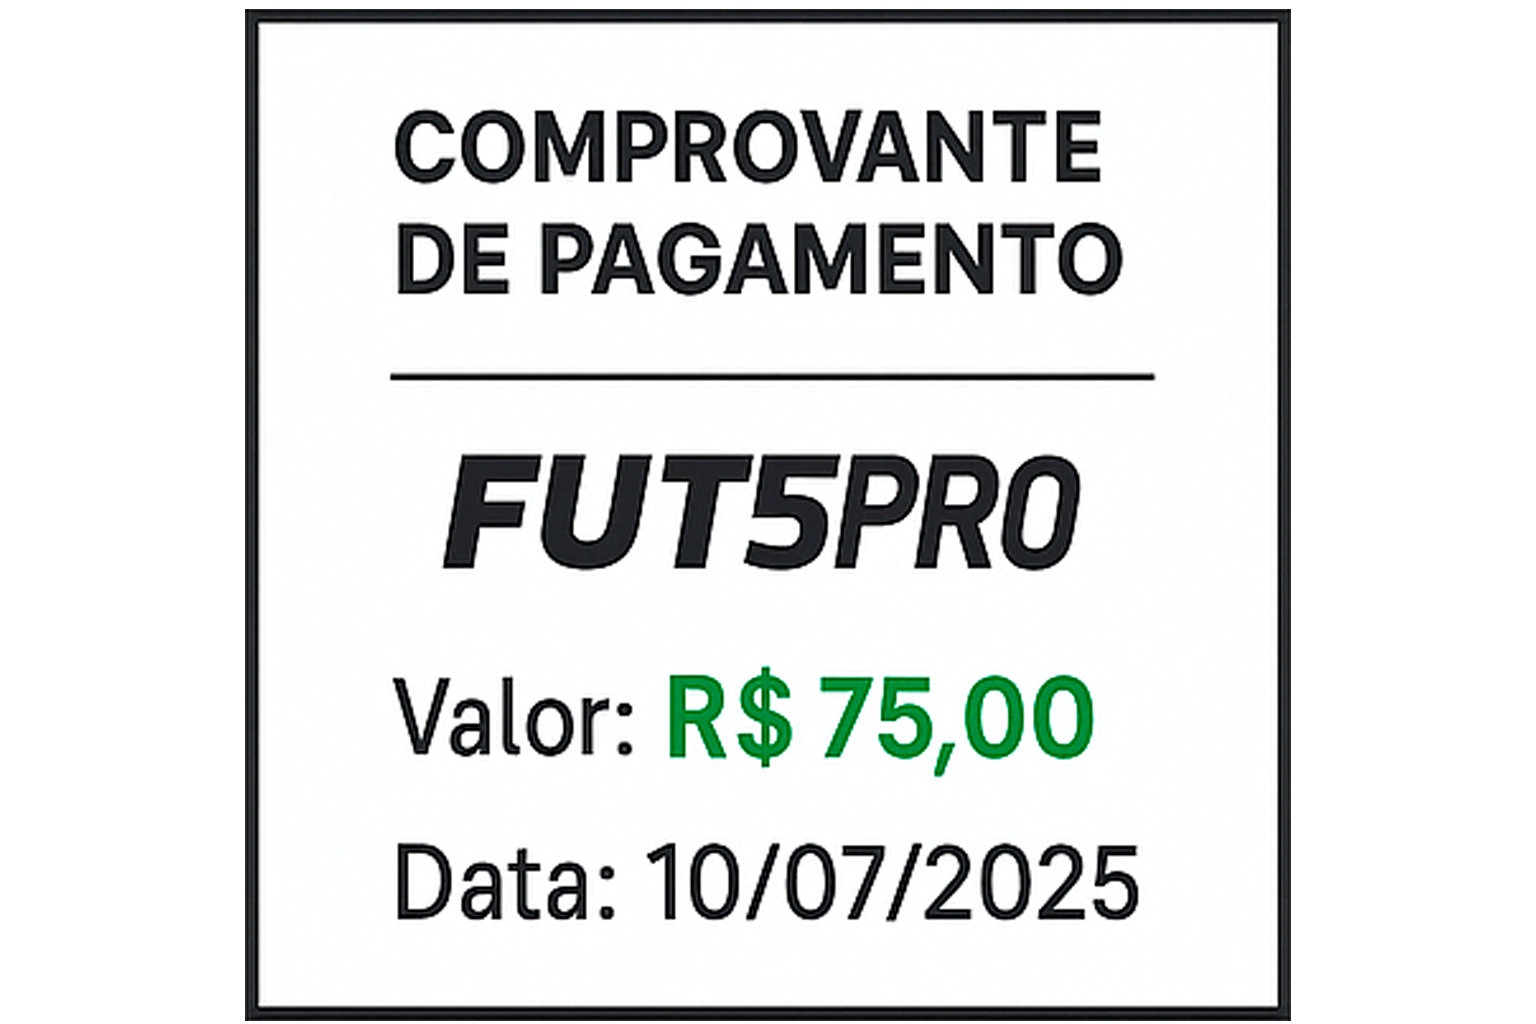 COMPROVANTE
DE PAGAMENTO
FUT5PRO
Valor: R$ 75,00
Data: 10/07/2025